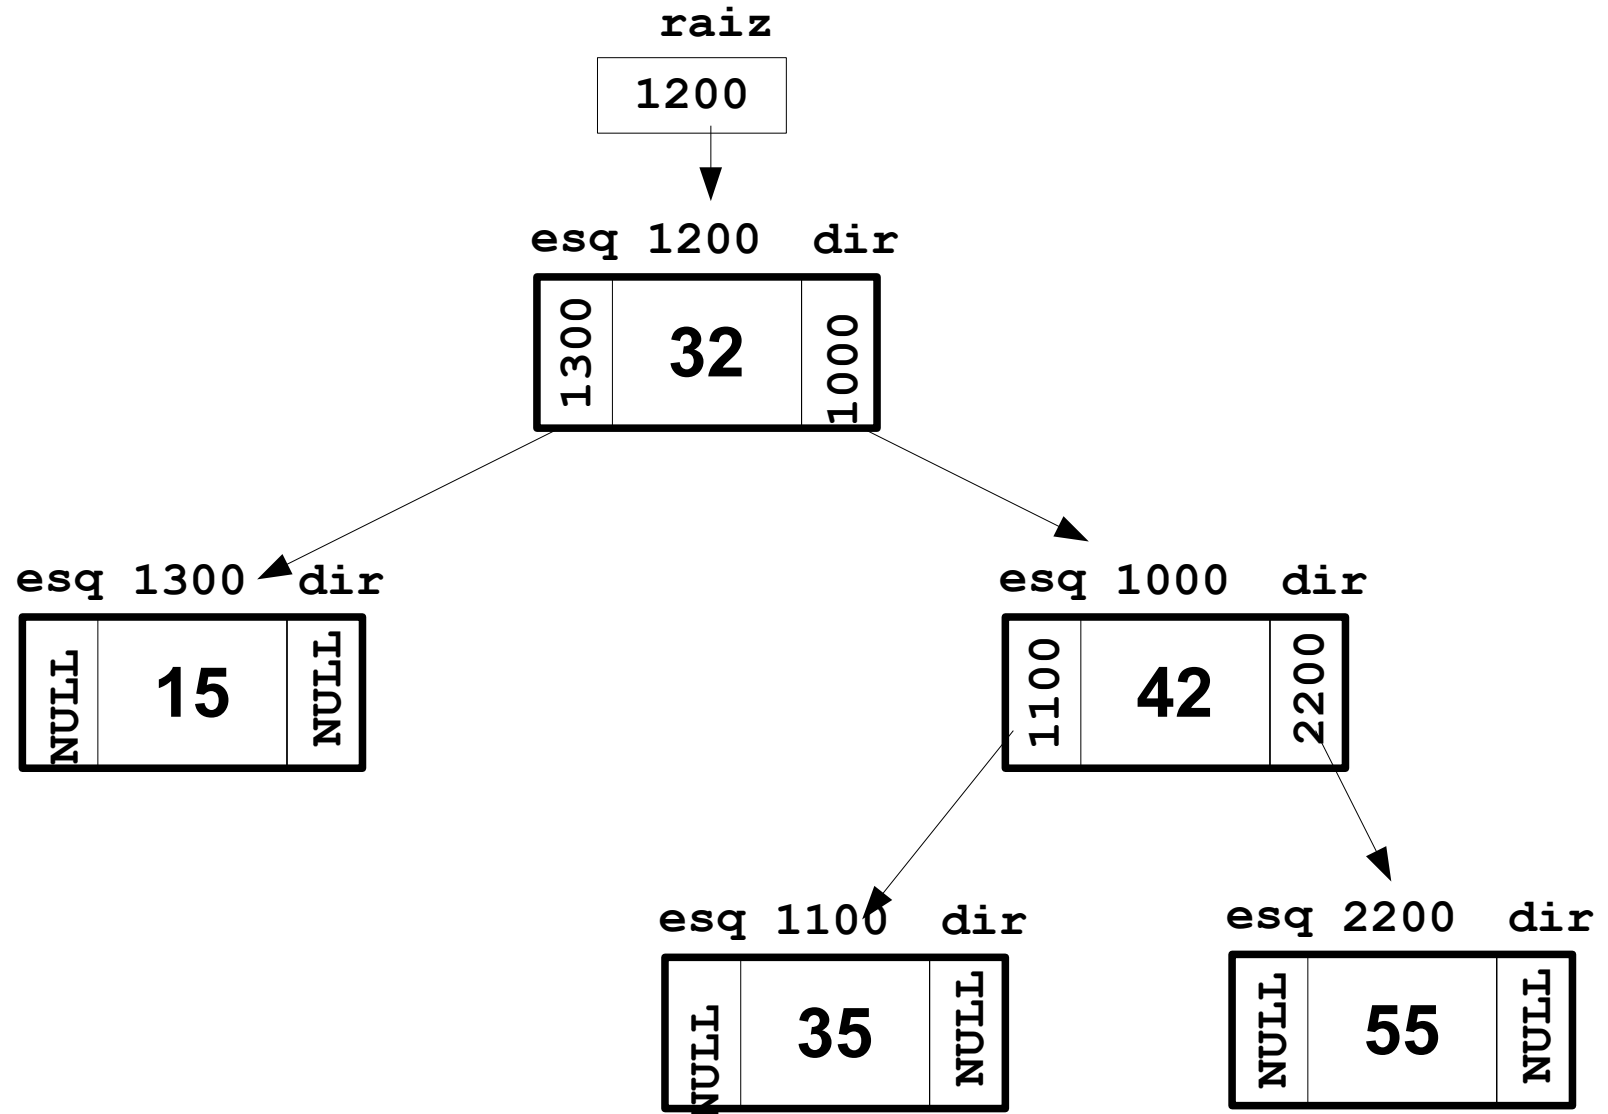 raiz
1200
esq 1200 dir
1300 32 1000
esq 1300 dir
NULL 15 NULL
esq 1000 dir
1100 42 2200
esq 1100 dir
NULL 35 NULL
esq 2200 dir
NULL 55 NULL